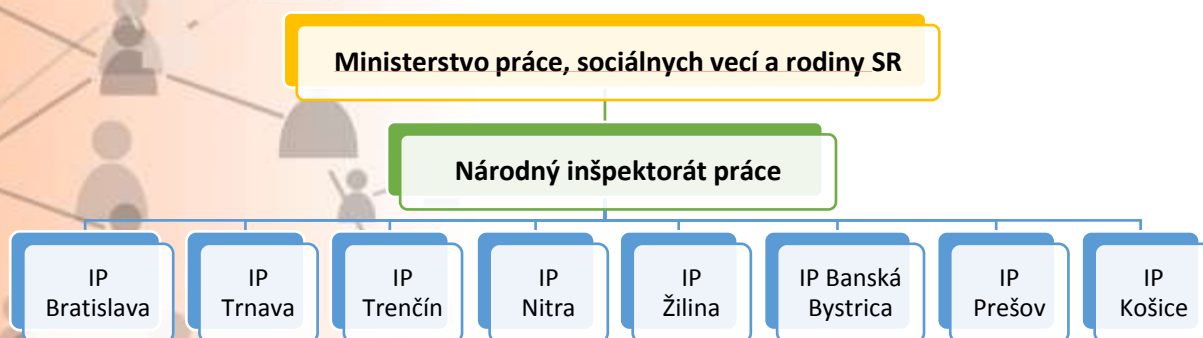 Ministerstvo práce, sociálnych vecí a rodiny SR
Národný inšpektorát práce
IP
Bratislava
IP
Trnava
IP
Trenčín
IP
Nitra
IP
Žilina
IP Banská
Bystrica
IP
Prešov
IP
Košice